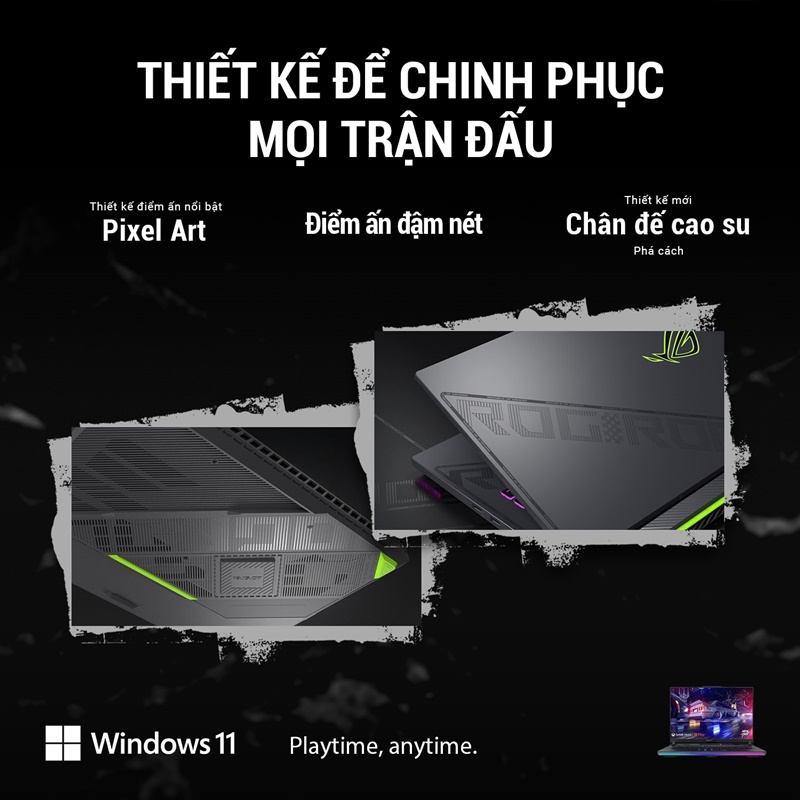 THIẾT KẾ ĐỂ CHINH PHỤC
MỌI TRẬN ĐẤU
Thiết kế điểm ấn nổi bật
Pixel Art
Điểm ấn đậm nét
Thiết kế mới
Chân đế cao su
Phá cách
ROG
Windows 11
Playtime, anytime.